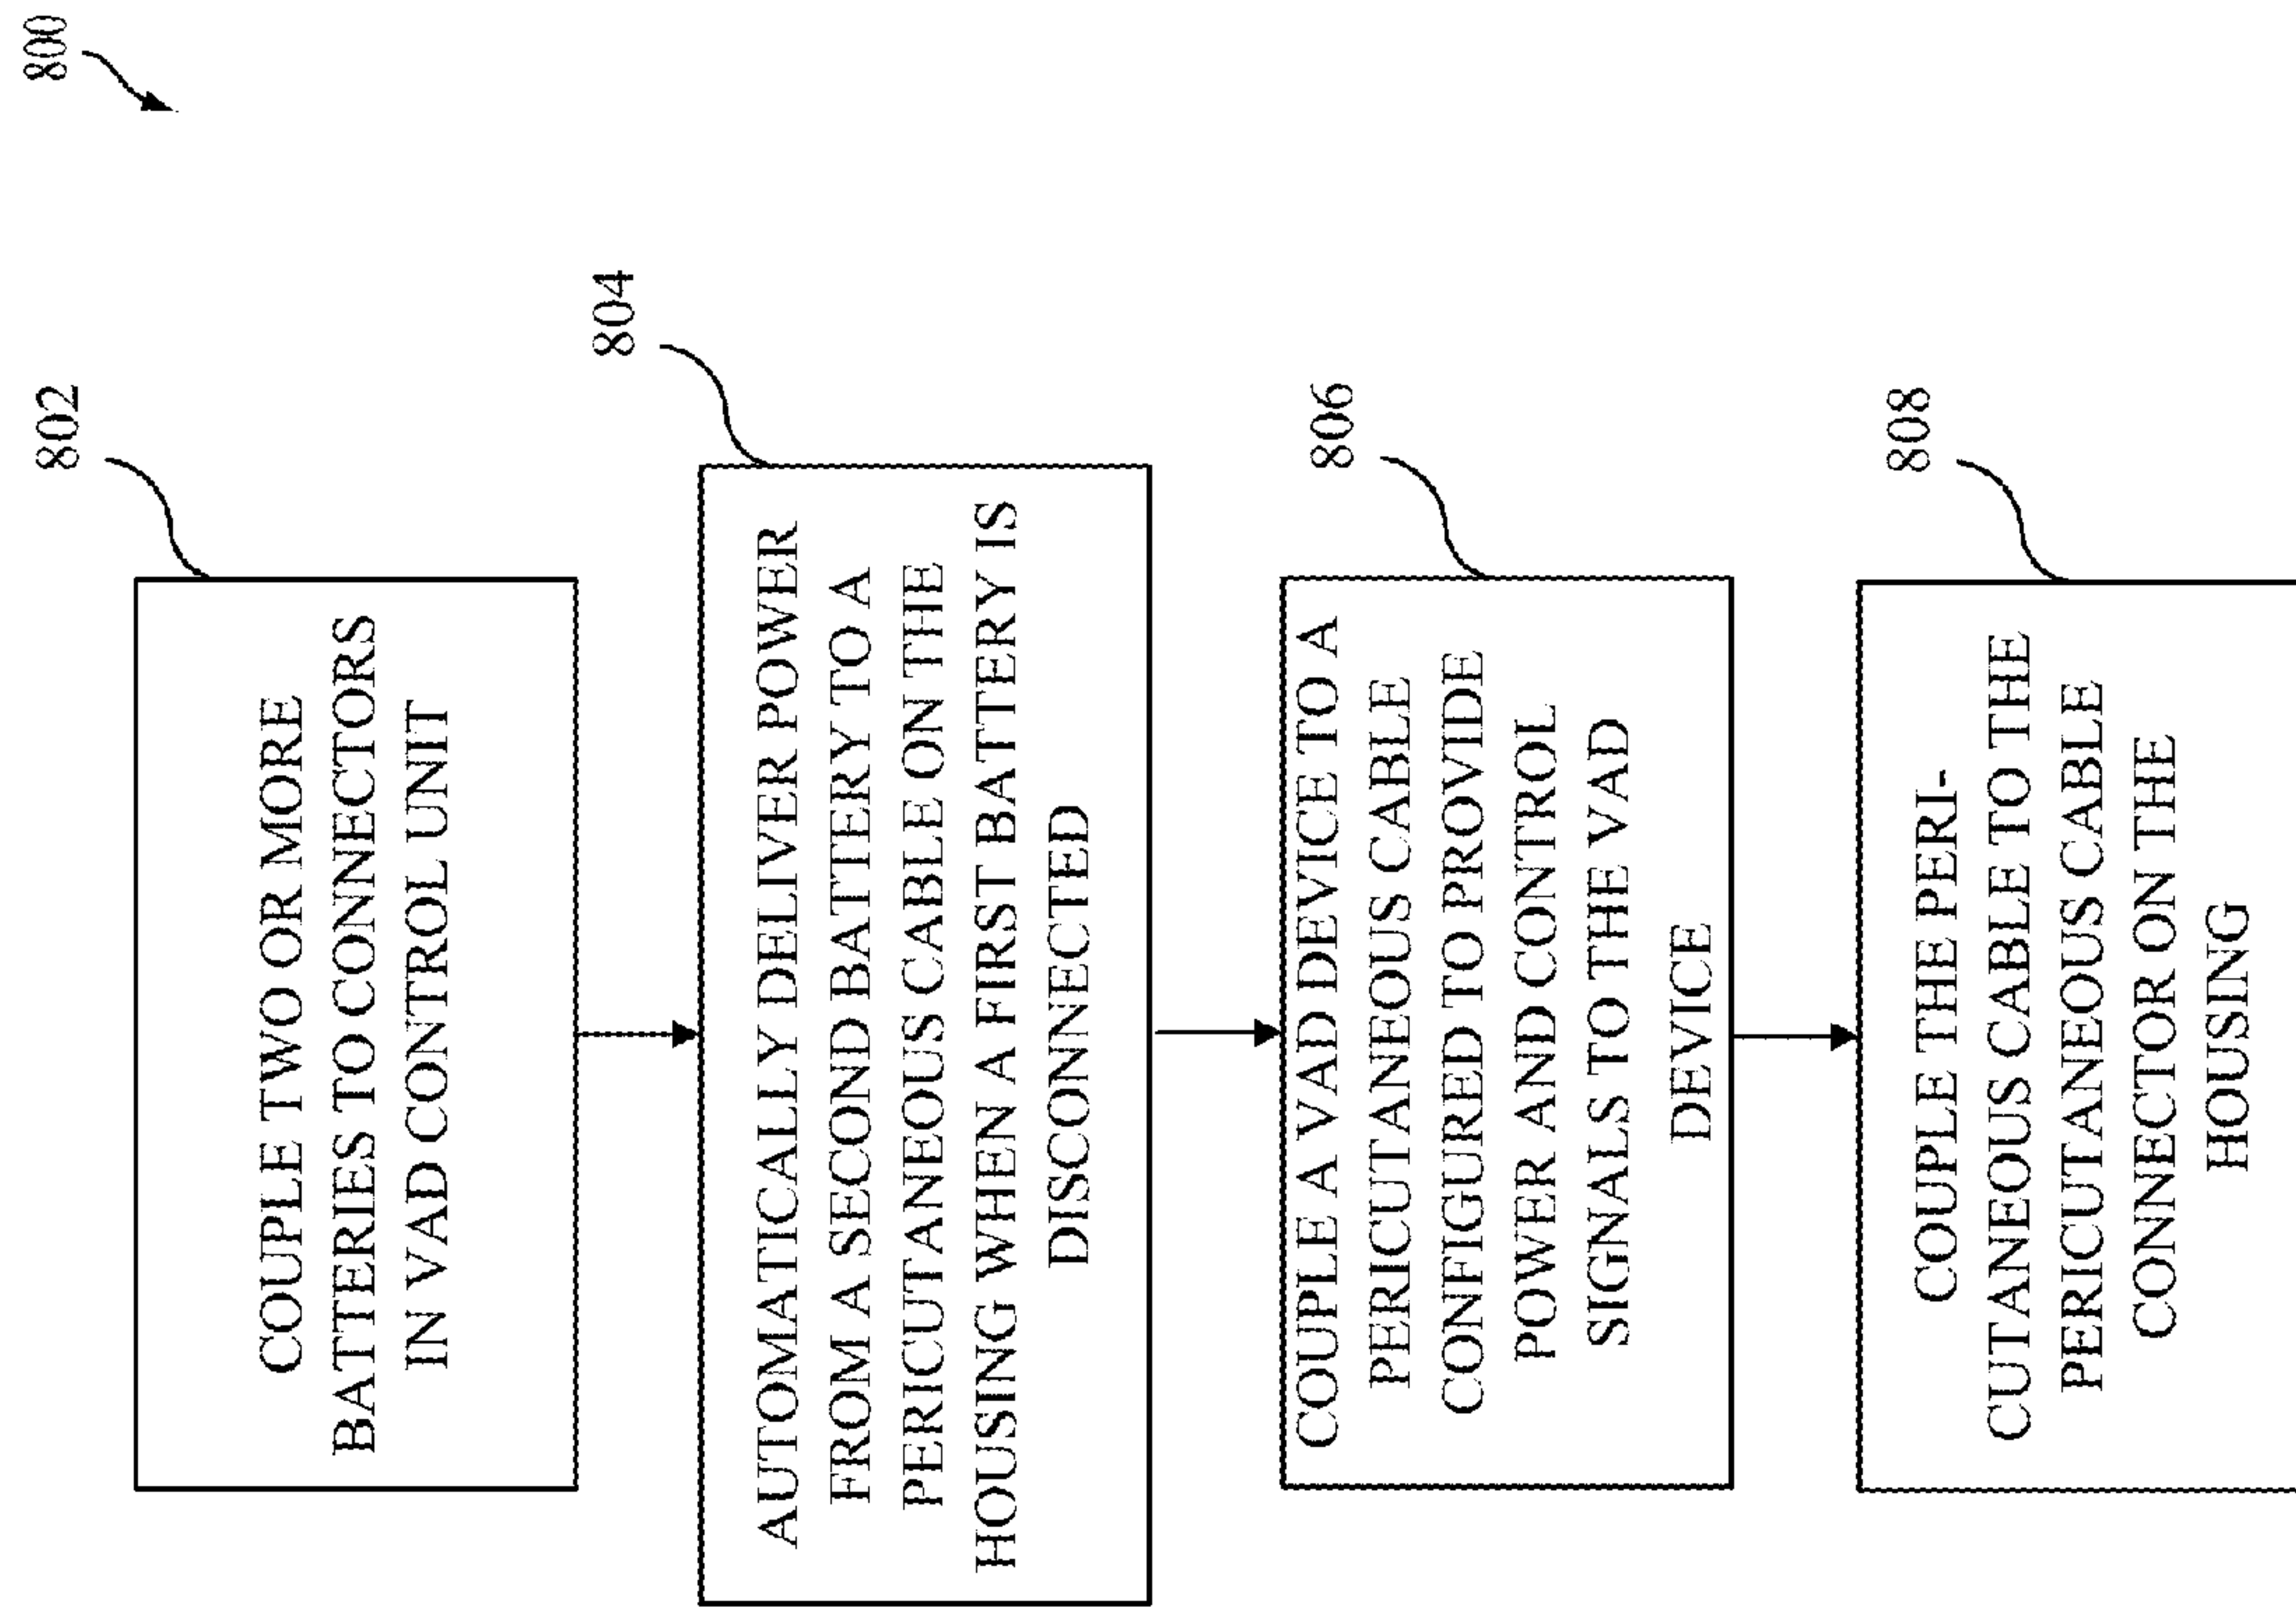 800
802
COUPLE TWO OR MORE
BATTERIES TO CONNECTORS
IN VAD CONTROL UNIT
804
AUTOMATICALLY DELIVER POWER
FROM A SECOND BATTERY TO A
PERICUTANEOUS CABLE ON THE
HOUSING WHEN A FIRST BATTERY IS
DISCONNECTED
806
COUPLE A VAD DEVICE TO A
PERICUTANEOUS CABLE
CONFIGURED TO PROVIDE
POWER AND CONTROL
SIGNALS TO THE VAD
DEVICE
808
COUPLE THE PERI-
CUTANEOUS CABLE TO THE
PERICUTANEOUS CABLE
CONNECTOR ON THE
HOUSING